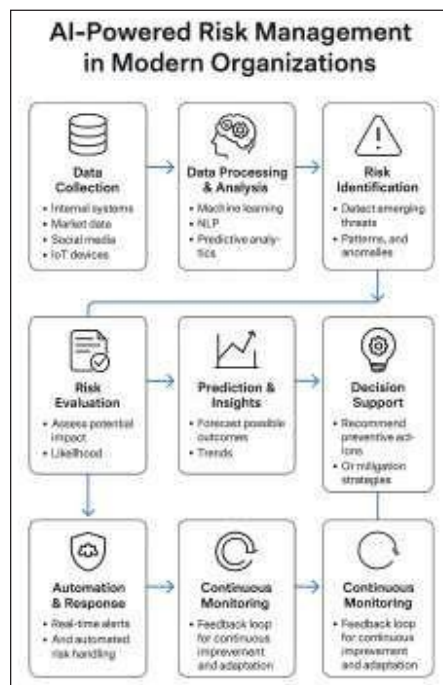 AI-Powered Risk Management
in Modern Organizations
Data
Collection
• Internal systems
• Market data
• Social media
• IoT devices
Data Processing
& Analysis
• Machine learning
• NLP
• Predictive analy-
tics
Risk
Identification
• Detect emerging
threats
• Patterns, and
anomalies
Risk
Evaluation
• Assess potential
impact
• Likelihood
Prediction &
Insights
• Forecast possible
outcomes
• Trends
Decision
Support
• Recommend
preventive act-
ions
• Or mitigation
strategies
Automation
& Response
• Real-time alerts
• And automated
risk handling
Continuous
Monitoring
• Feedback loop
for continuous
improvement
and adaptation
Continuous
Monitoring
• Feedback loop
for continuous
improvement
and adaptation